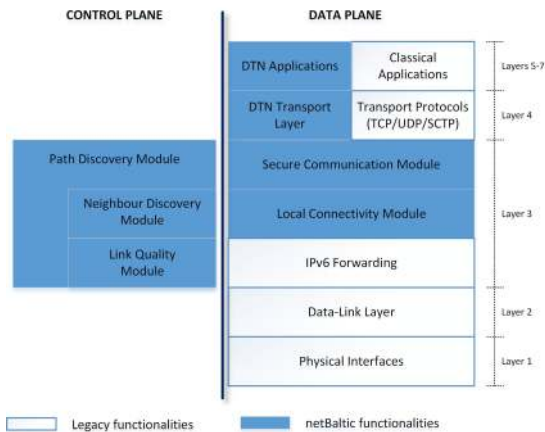 CONTROL PLANE
DATA PLANE
DTN Applications
Classical
Applications
Layers 5-7
DTN Transport
Layer
Transport Protocols
(TCP/UDP/SCTP)
Layer 4
Path Discovery Module
Secure Communication Module
Neighbour Discovery
Module
Local Connectivity Module
Layer 3
Link Quality
Module
IPv6 Forwarding
Data-Link Layer
Layer 2
Physical Interfaces
Layer 1
Legacy functionalities
netBaltic functionalities